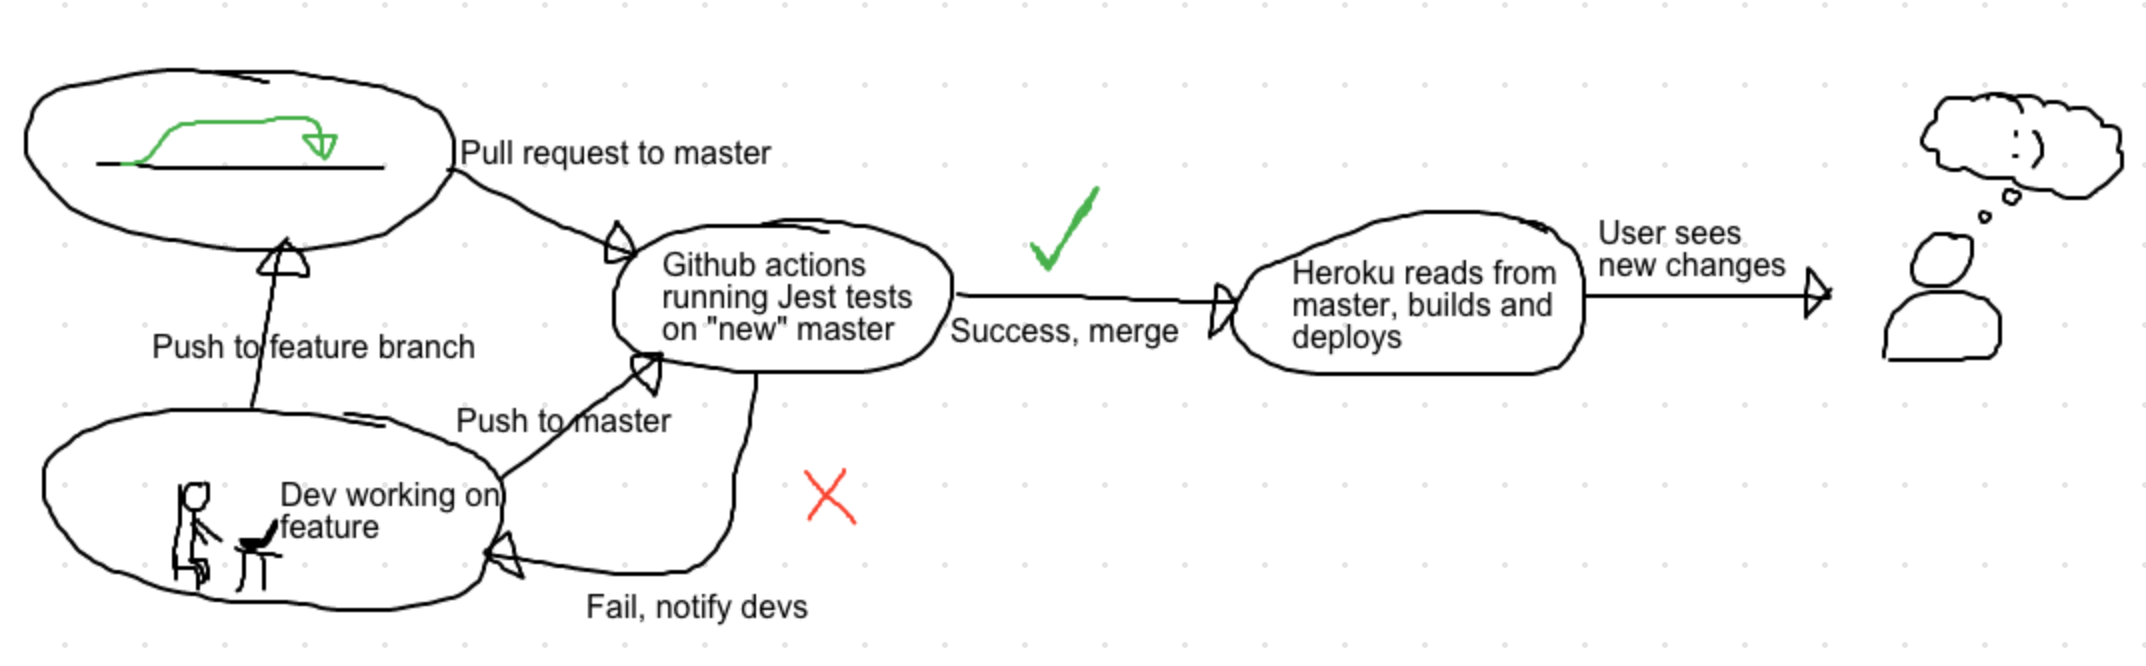 Pull request to master
Github actions
running Jest tests
on "new" master
Success, merge
Heroku reads from
master, builds and
deploys
User sees
new changes
:)
Push to feature branch
Push to master
Dev working on
feature
Fail, notify devs